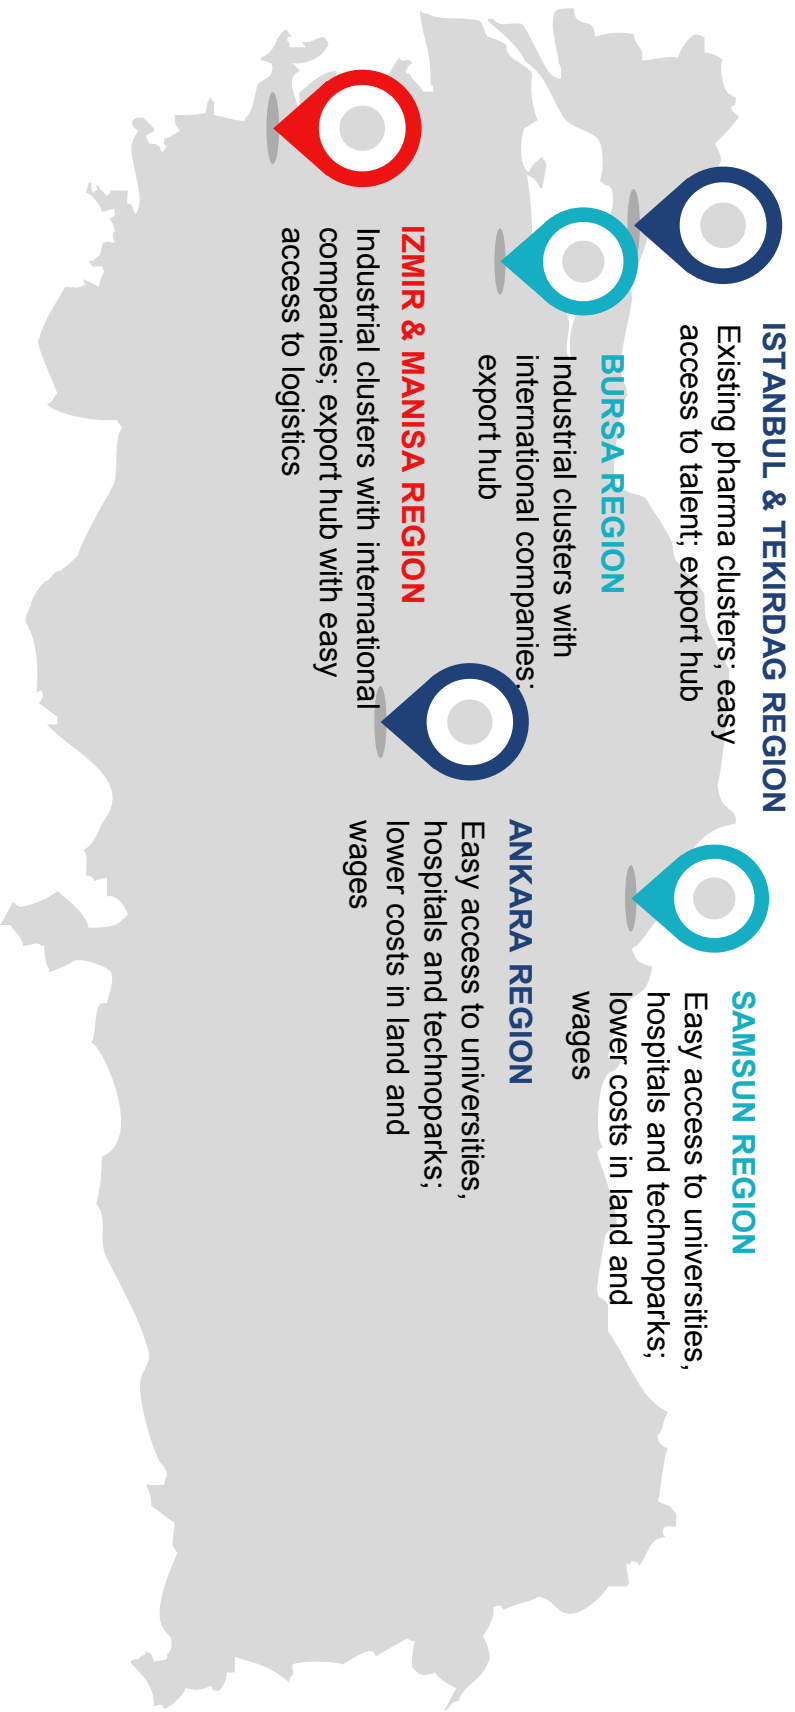 ISTANBUL & TEKIRDAG REGION
Existing pharma clusters; easy
access to talent; export hub
BURSA REGION
Industrial clusters with
international companies;
export hub
IZMIR & MANISA REGION
Industrial clusters with international
companies; export hub with easy
access to logistics
SAMSUN REGION
Easy access to universities,
hospitals and technoparks;
lower costs in land and
wages
ANKARA REGION
Easy access to universities,
hospitals and technoparks;
lower costs in land and
wages